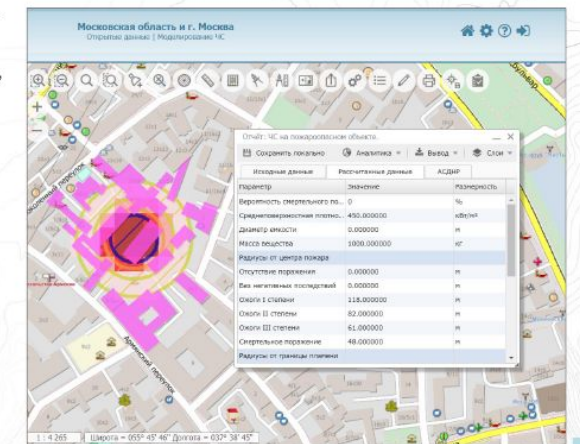 Московская область и г. Москва
Открытые данные | Моделирование ЧС
Отчёт: ЧС на пожароопасном объекте.
Сохранить локально Аналитика Вывод Слои
Исходные данные Рассчитанные данные АСДНР
Параметр Значение Размерность
Вероятность смертельного по... 0 %
Среднеповерхностная плотно... 450.000000 кВт/м²
Диаметр емкости 0.000000 м
Масса вещества 1000.000000 кг
Радиусы от центра пожара
Отсутствие поражения 0.000000 м
Без негативных последствий 0.000000 м
Ожоги I степени 118.000000 м
Ожоги II степени 82.000000 м
Ожоги III степени 61.000000 м
Смертельное поражение 48.000000 м
Радиусы от границы пламени
Армянский переулок
1 : 4 265 Широта = 055° 45' 46" Долгота = 037° 38' 45"